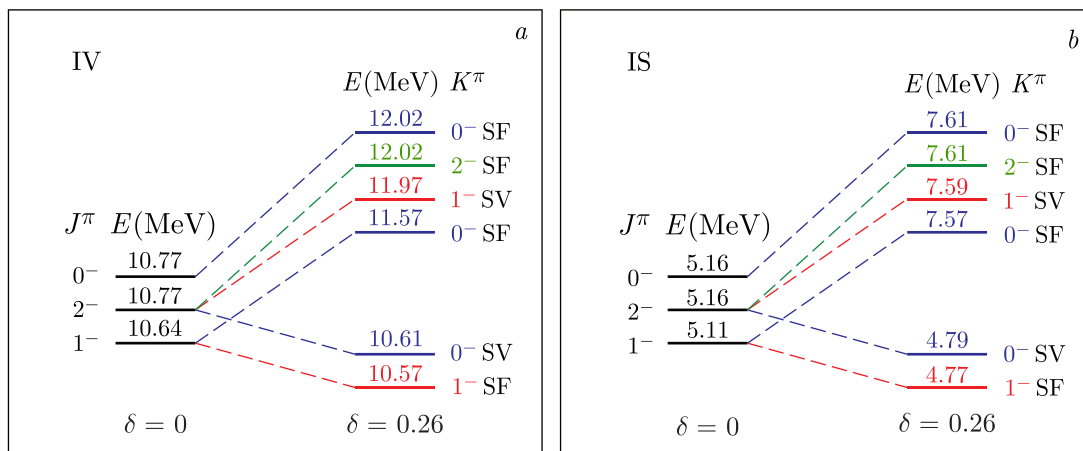 a
IV
E(MeV) K^π
12.02 0⁻ SF
12.02 2⁻ SF
11.97 1⁻ SV
11.57 0⁻ SF
J^π E(MeV)
0⁻ 10.77
2⁻ 10.77
1⁻ 10.64
10.61 0⁻ SV
10.57 1⁻ SF
δ = 0 δ = 0.26
b
IS
E(MeV) K^π
7.61 0⁻ SF
7.61 2⁻ SF
7.59 1⁻ SV
7.57 0⁻ SF
J^π E(MeV)
0⁻ 5.16
2⁻ 5.16
1⁻ 5.11
4.79 0⁻ SV
4.77 1⁻ SF
δ = 0 δ = 0.26